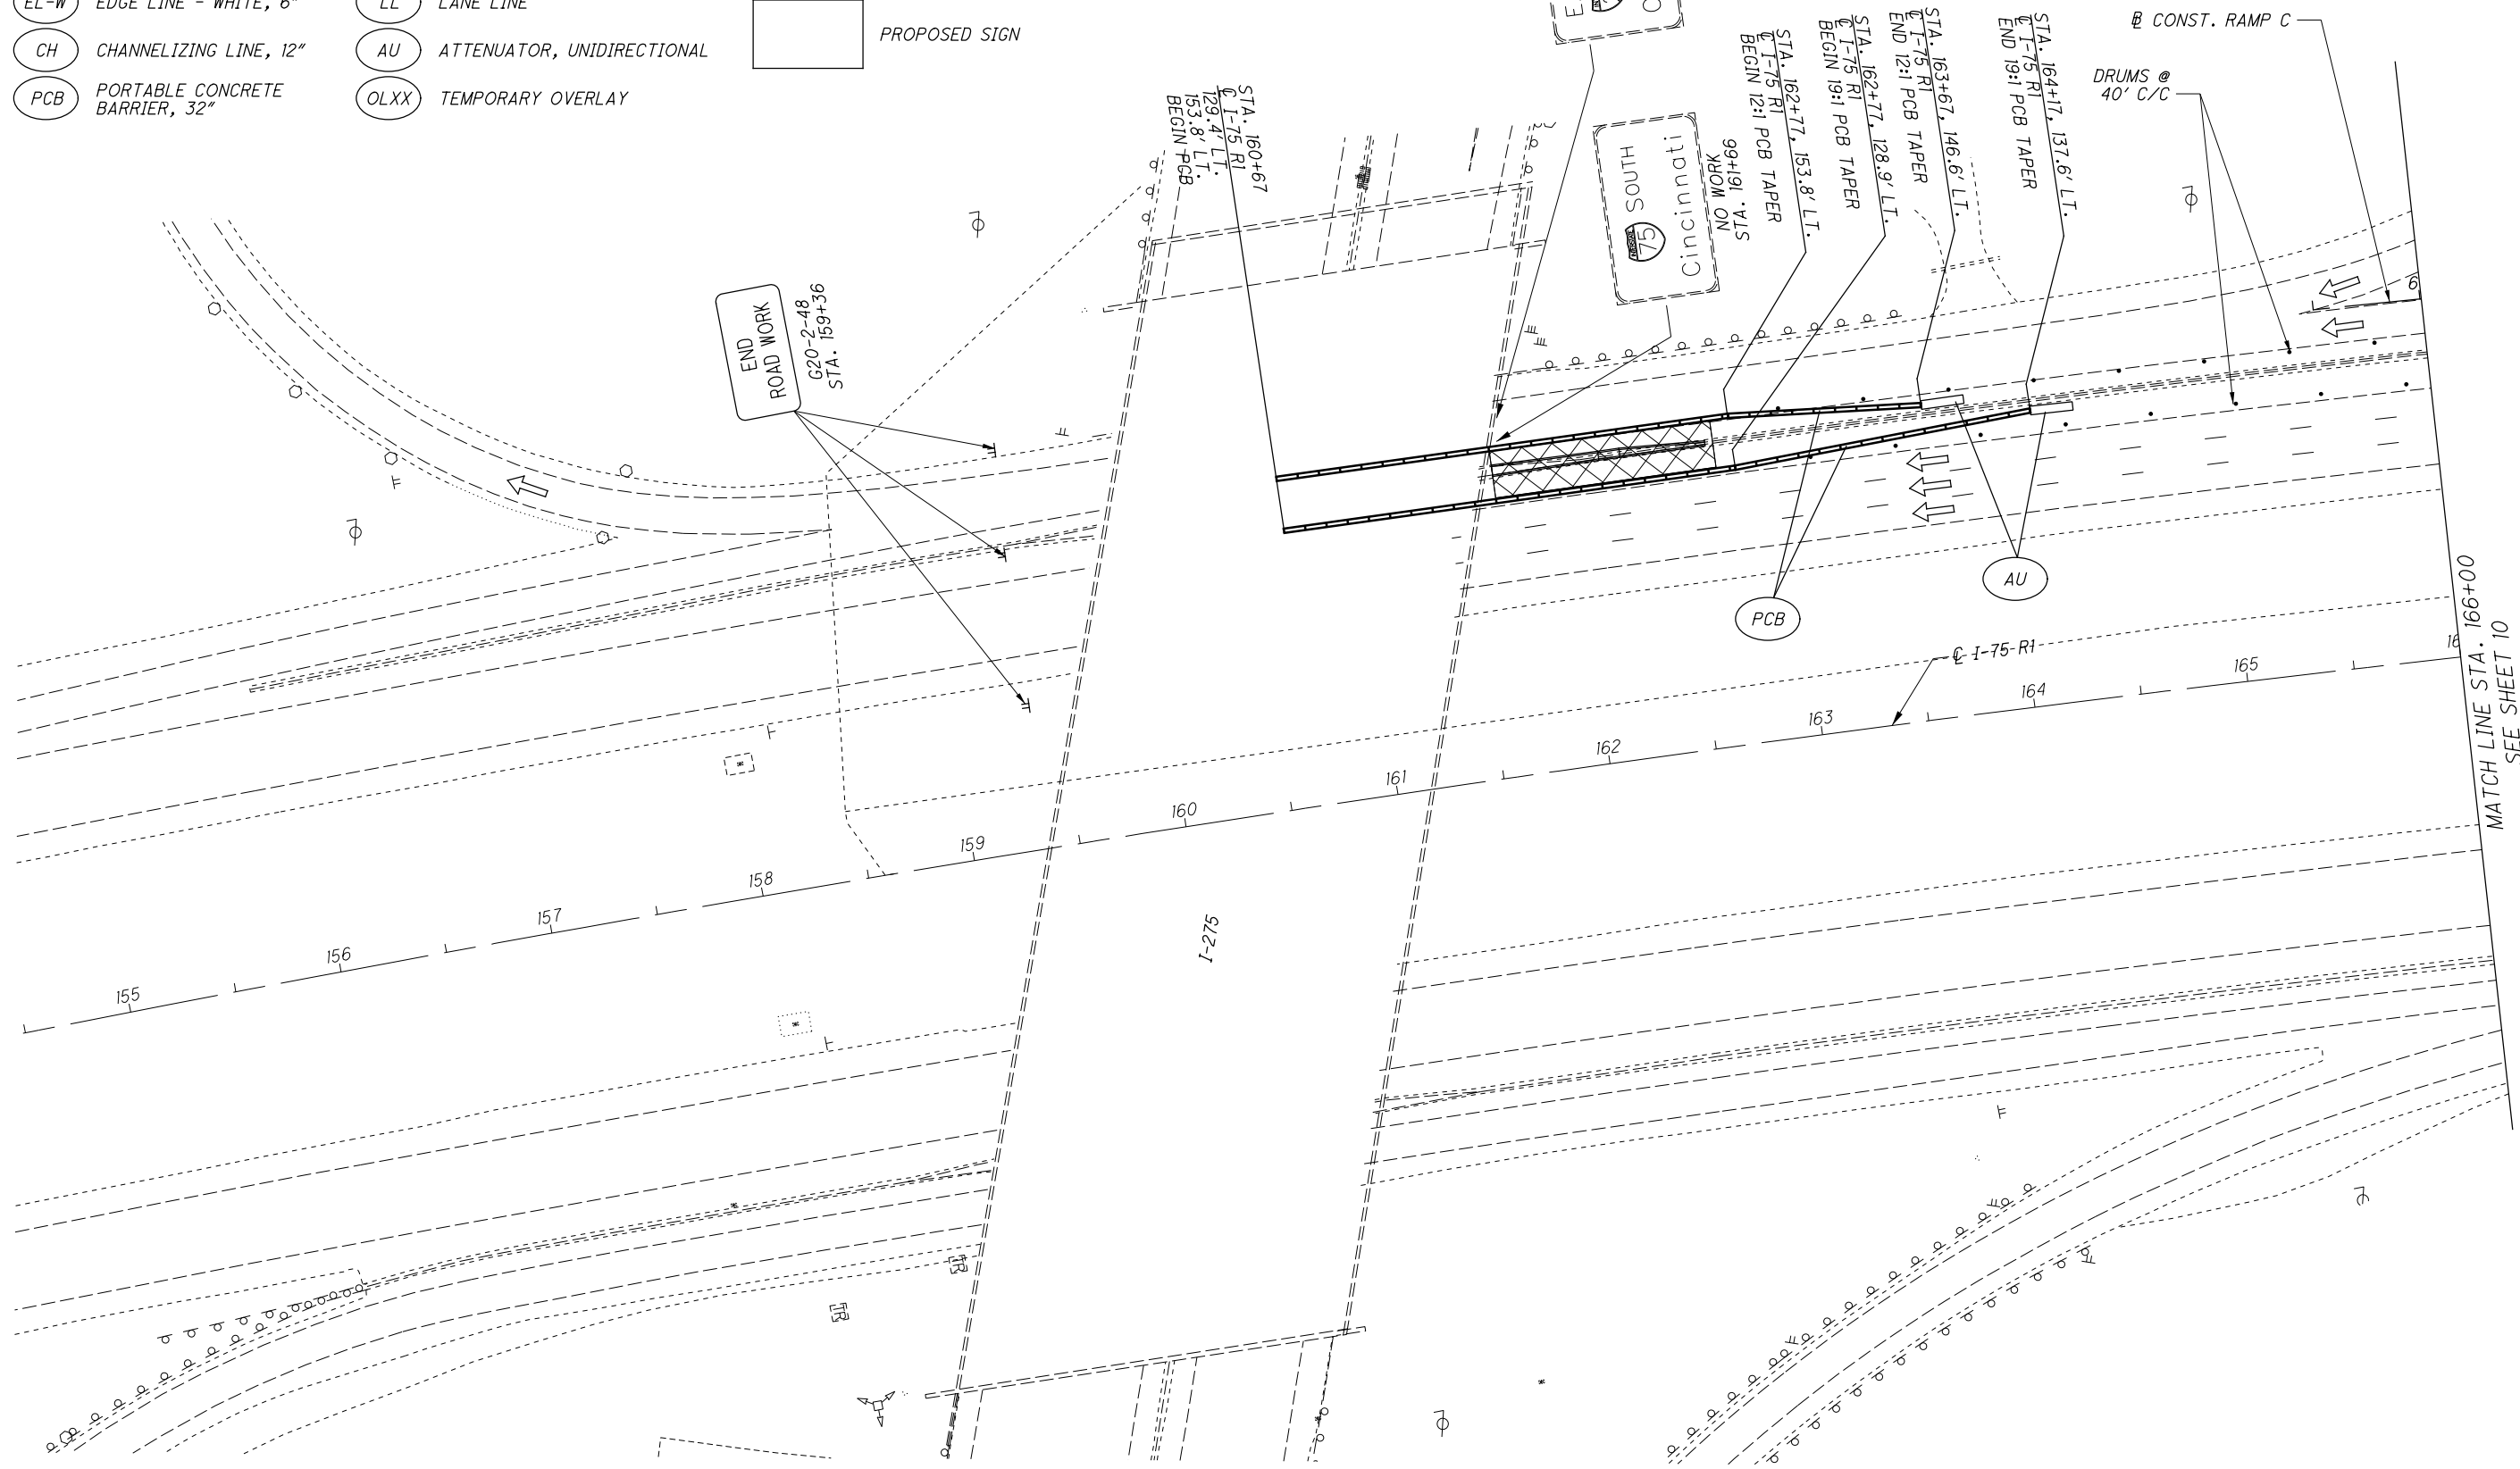 EL-W EDGE LINE - WHITE, 6"
LL LANE LINE
CH CHANNELIZING LINE, 12"
AU ATTENUATOR, UNIDIRECTIONAL
PCB PORTABLE CONCRETE
BARRIER, 32"
OLXX TEMPORARY OVERLAY
PROPOSED SIGN
STA. 160+67
℄ I-75 R1
129.4' LT.
153.8' LT.
BEGIN PCB
75 SOUTH
Cincinnati
NO WORK
STA. 161+66
STA. 162+77, 153.8' LT.
℄ I-75 R1
BEGIN 12:1 PCB TAPER
STA. 162+77, 128.9' LT.
℄ I-75 R1
BEGIN 19:1 PCB TAPER
STA. 163+67, 146.6' LT.
℄ I-75 R1
END 12:1 PCB TAPER
STA. 164+17, 137.6' LT.
℄ I-75 R1
END 19:1 PCB TAPER
DRUMS @
40' C/C
B̵L CONST. RAMP C
6
END
ROAD WORK
G20-2-48
STA. 159+36
PCB
AU
℄ I-75 R1
155
156
157
158
159
160
161
162
163
164
165
16
I-275
MATCH LINE STA. 166+00
SEE SHEET 10
TR
TR